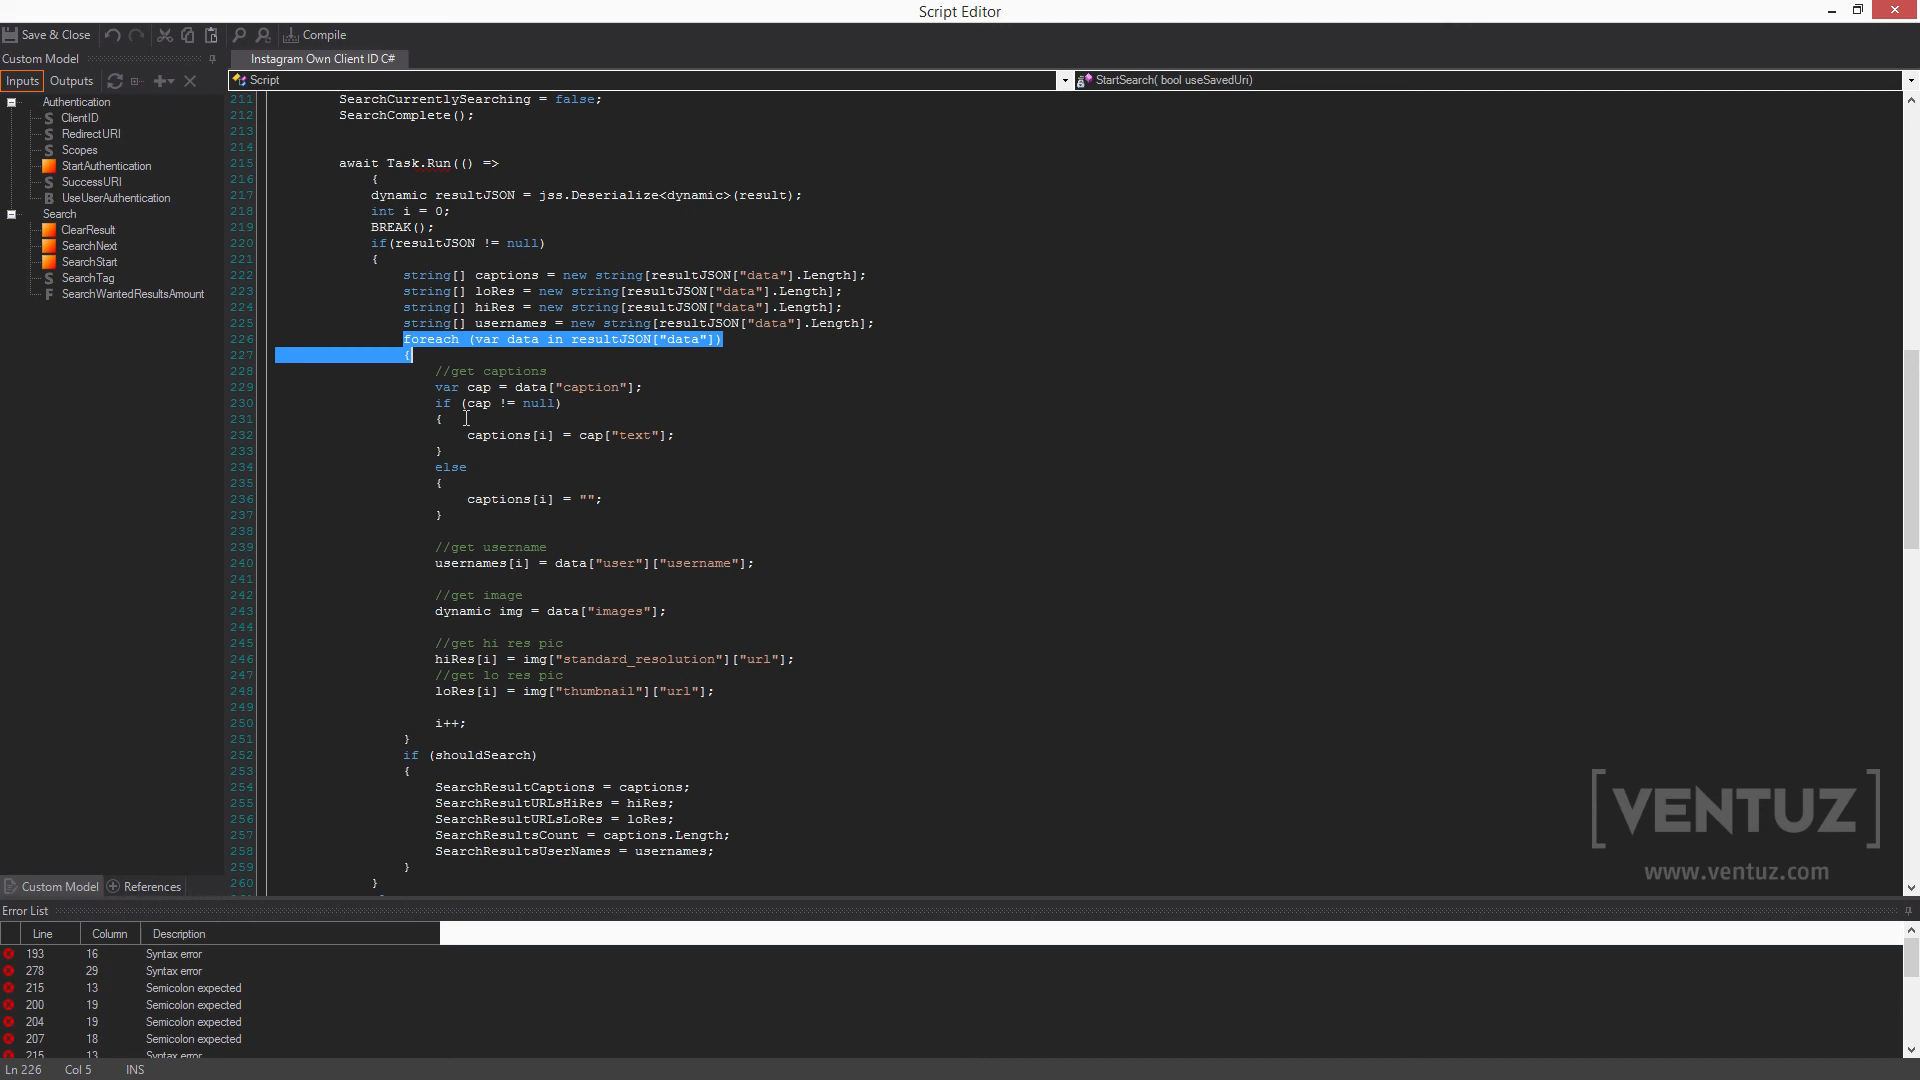 Script Editor
Save & Close
Compile
Custom Model
Instagram Own Client ID C#
Inputs Outputs
Script
StartSearch( bool useSavedUri)
Authentication
ClientID
RedirectURI
Scopes
StartAuthentication
SuccessURI
UseUserAuthentication
Search
ClearResult
SearchNext
SearchStart
SearchTag
SearchWantedResultsAmount
211 SearchCurrentlySearching = false;
212 SearchComplete();
213
214
215 await Task.Run(() =>
216 {
217 dynamic resultJSON = jss.Deserialize<dynamic>(result);
218 int i = 0;
219 BREAK();
220 if(resultJSON != null)
221 {
222 string[] captions = new string[resultJSON["data"].Length];
223 string[] loRes = new string[resultJSON["data"].Length];
224 string[] hiRes = new string[resultJSON["data"].Length];
225 string[] usernames = new string[resultJSON["data"].Length];
226 foreach (var data in resultJSON["data"])
227 {
228 //get captions
229 var cap = data["caption"];
230 if (cap != null)
231 {
232 captions[i] = cap["text"];
233 }
234 else
235 {
236 captions[i] = "";
237 }
238
239 //get username
240 usernames[i] = data["user"]["username"];
241
242 //get image
243 dynamic img = data["images"];
244
245 //get hi res pic
246 hiRes[i] = img["standard_resolution"]["url"];
247 //get lo res pic
248 loRes[i] = img["thumbnail"]["url"];
249
250 i++;
251 }
252 if (shouldSearch)
253 {
254 SearchResultCaptions = captions;
255 SearchResultURLsHiRes = hiRes;
256 SearchResultURLsLoRes = loRes;
257 SearchResultsCount = captions.Length;
258 SearchResultsUserNames = usernames;
259 }
260 }
[VENTUZ]
www.ventuz.com
Custom Model References
Error List
Line Column Description
193 16 Syntax error
278 29 Syntax error
215 13 Semicolon expected
200 19 Semicolon expected
204 19 Semicolon expected
207 18 Semicolon expected
215 13 Syntax error
Ln 226 Col 5 INS